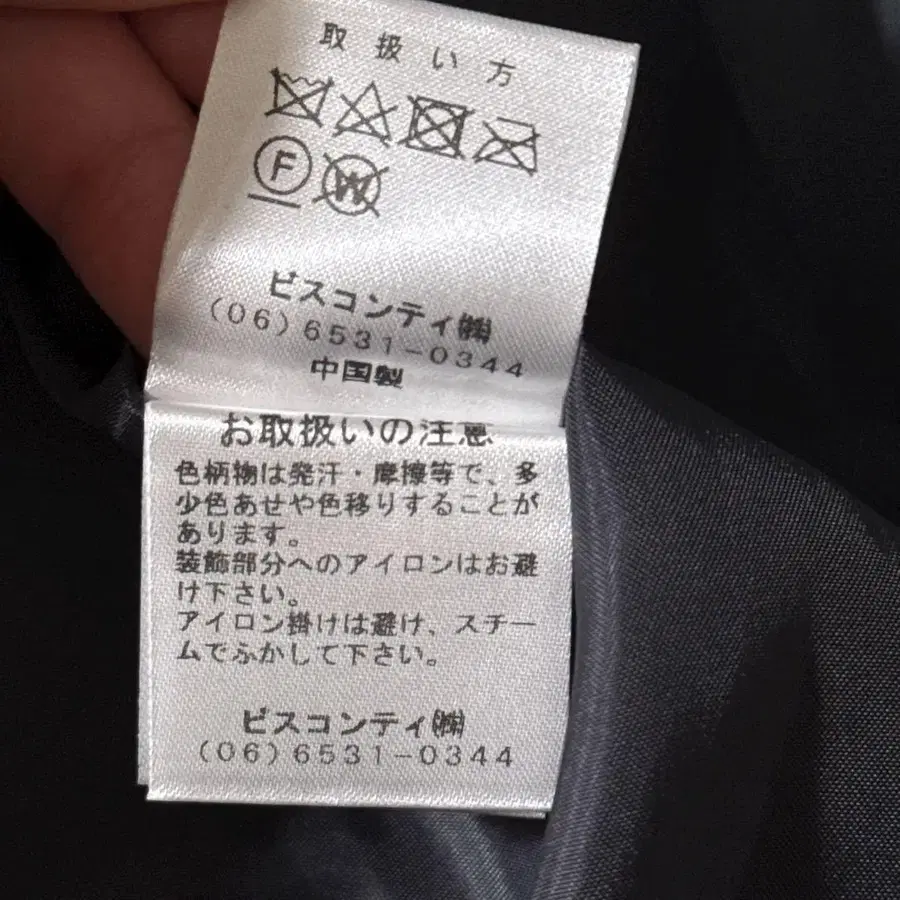 取扱い方
F W
ビスコンティ㈱
(06)6531-0344
中国製
お取扱いの注意
色柄物は発汗・摩擦等で、多
少色あせや色移りすることが
あります。
装飾部分へのアイロンはお避
け下さい。
アイロン掛けは避け、スチー
ムでふかして下さい。
ビスコンティ㈱
(06)6531-0344